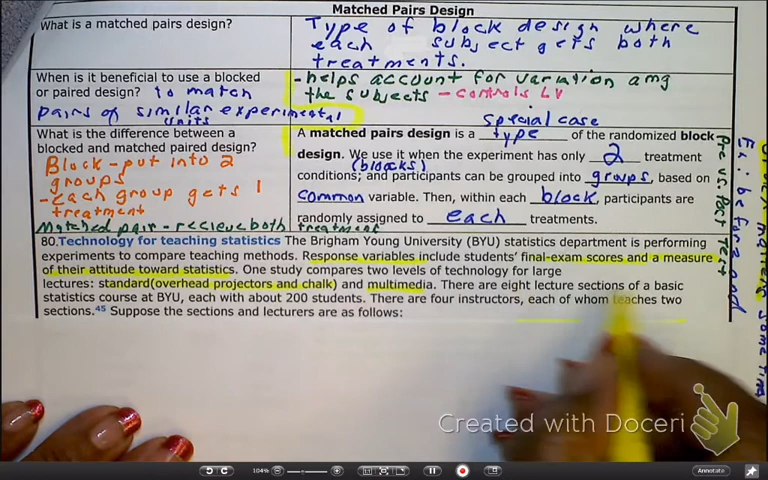 Matched Pairs Design
What is a matched pairs design?
Type of block design where
each subject gets both
treatments.
When is it beneficial to use a blocked
or paired design? to match
pairs of similar experimental
units
- helps account for variation amg
the subjects - controls LV
What is the difference between a
blocked and matched paired design?
Block - put into 2
groups
- each group gets 1
treatment
Matched pair - recieve both treatment
special case
A matched pairs design is a type of the randomized block
design. We use it when the experiment has only 2 treatment
(blocks)
conditions; and participants can be grouped into groups, based on
common variable. Then, within each block, participants are
randomly assigned to each treatments.
Pre vs. Post Test
Ex: before and
some time
80.Technology for teaching statistics The Brigham Young University (BYU) statistics department is performing
experiments to compare teaching methods. Response variables include students' final-exam scores and a measure
of their attitude toward statistics. One study compares two levels of technology for large
lectures: standard(overhead projectors and chalk) and multimedia. There are eight lecture sections of a basic
statistics course at BYU, each with about 200 students. There are four instructors, each of whom teaches two
sections.45 Suppose the sections and lecturers are as follows:
Created with Doceri
104%
Annotate